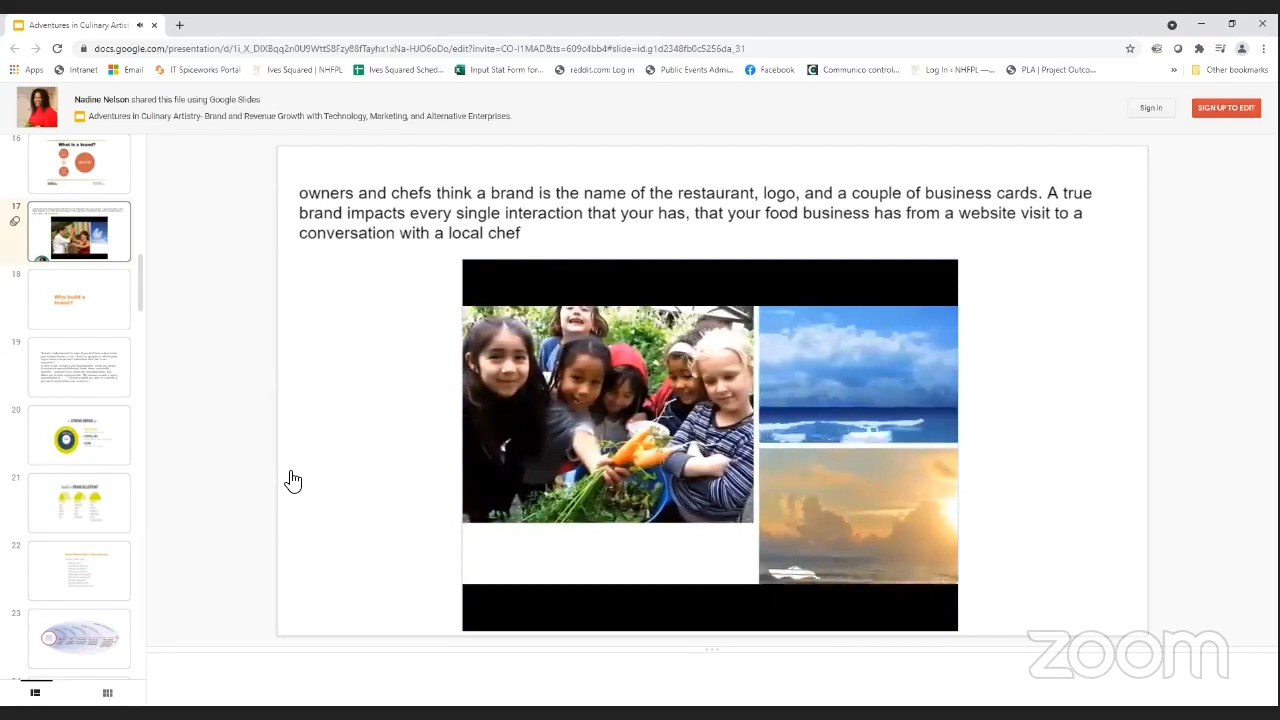 Adventures in Culinary Artist
docs.google.com/presentation/d/1i_X_DlXBqq2n0U9WttS8Fzy88fTayhx1xNa-HJO6oDc/edit?invite=CO-I1MAD&ts=609c4bb4#slide=id.g1d2348fb0c5296a_31
Apps Intranet Email IT Spiceworks Portal Ives Squared | NHFPL Ives Squared Sched... Input Stat Form for... reddit.com: Log in Public Events Admi... Facebook Communico control... Log In ‹ NHFPL —... PLA | Project Outco... » Other bookmarks
Nadine Nelson shared this file using Google Slides
Adventures in Culinary Artistry- Brand and Revenue Growth with Technology, Marketing, and Alternative Enterpris...
Sign in
SIGN UP TO EDIT
16
What is a brand?
17
18
Why build a
brand?
19
20
21
22
23
owners and chefs think a brand is the name of the restaurant, logo, and a couple of business cards. A true
brand impacts every single interaction that your has, that your food business has from a website visit to a
conversation with a local chef
zoom